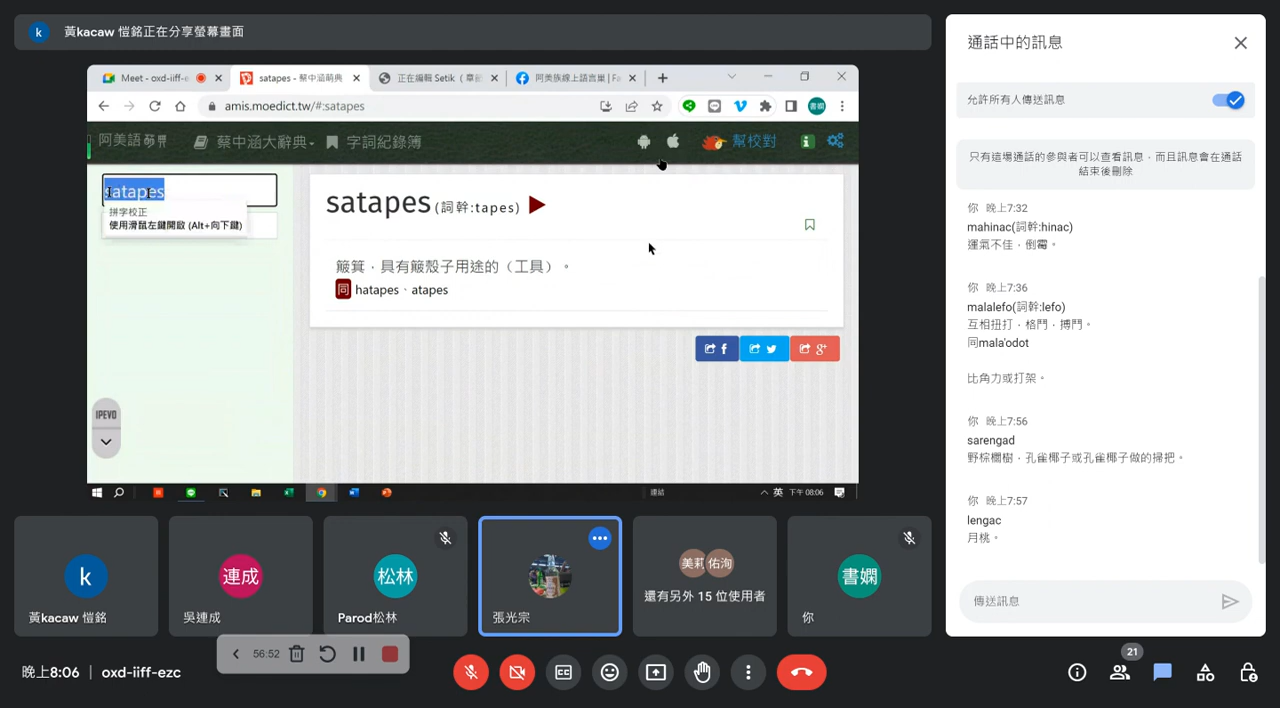 k 黃kacaw 愷銘正在分享螢幕畫面
Meet - oxd-iiff-e
satapes - 蔡中涵萌典
正在編輯 Setik（草
阿美族線上語言巢 | Fa
amis.moedict.tw/#:satapes
書嫻
阿美語萌典
蔡中涵大辭典
字詞紀錄簿
幫校對
satapes
拼字校正
使用滑鼠左鍵開啟 (Alt+向下鍵)
satapes (詞幹:tapes)
簸箕，具有簸殼子用途的（工具）。
同 hatapes、atapes
IPEVO
連結
英 下午 08:06
k
黃kacaw 愷銘
連成
吳連成
松林
Parod松林
張光宗
美莉 佑洵
還有另外 15 位使用者
書嫻
你
56:52
晚上8:06 | oxd-iiff-ezc
21
通話中的訊息
允許所有人傳送訊息
只有這場通話的參與者可以查看訊息，而且訊息會在通話
結束後刪除
你 晚上7:32
mahinac(詞幹:hinac)
運氣不佳，倒霉。
你 晚上7:36
malalefo(詞幹:lefo)
互相扭打，格鬥，搏鬥。
同mala'odot
比角力或打架。
你 晚上7:56
sarengad
野棕櫚樹，孔雀椰子或孔雀椰子做的掃把。
你 晚上7:57
lengac
月桃。
傳送訊息